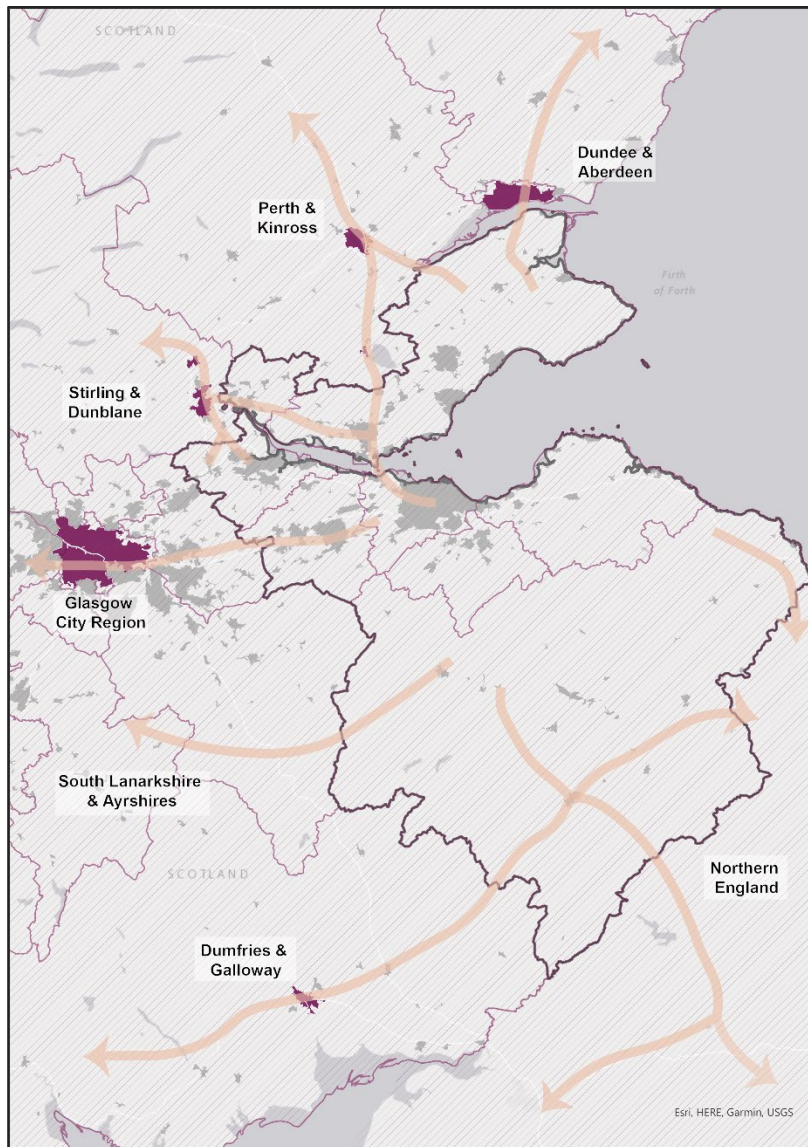 SCOTLAND
Dundee &
Aberdeen
Perth &
Kinross
Firth
of Forth
Stirling &
Dunblane
Glasgow
City Region
South Lanarkshire
& Ayrshires
SCOTLAND
Northern
England
Dumfries &
Galloway
Esri, HERE, Garmin, USGS